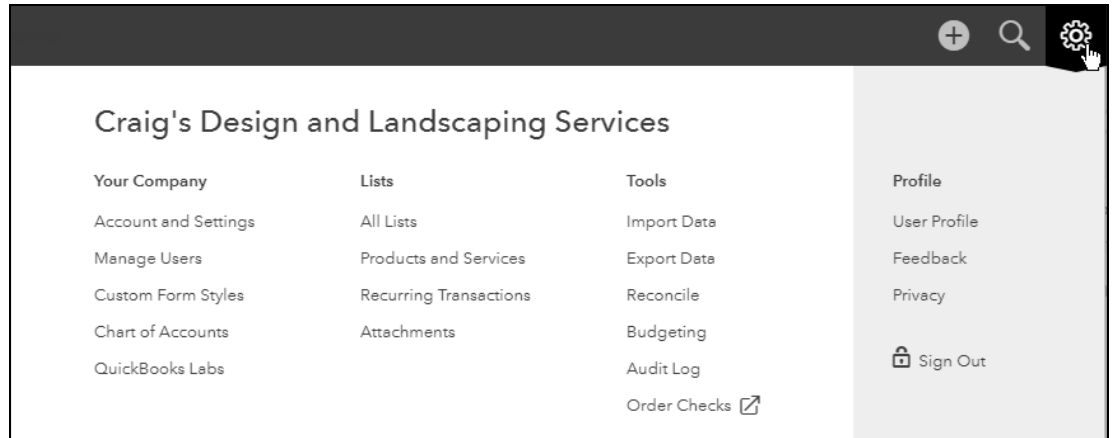 Craig's Design and Landscaping Services
Your Company
Account and Settings
Manage Users
Custom Form Styles
Chart of Accounts
QuickBooks Labs
Lists
All Lists
Products and Services
Recurring Transactions
Attachments
Tools
Import Data
Export Data
Reconcile
Budgeting
Audit Log
Order Checks
Profile
User Profile
Feedback
Privacy
Sign Out